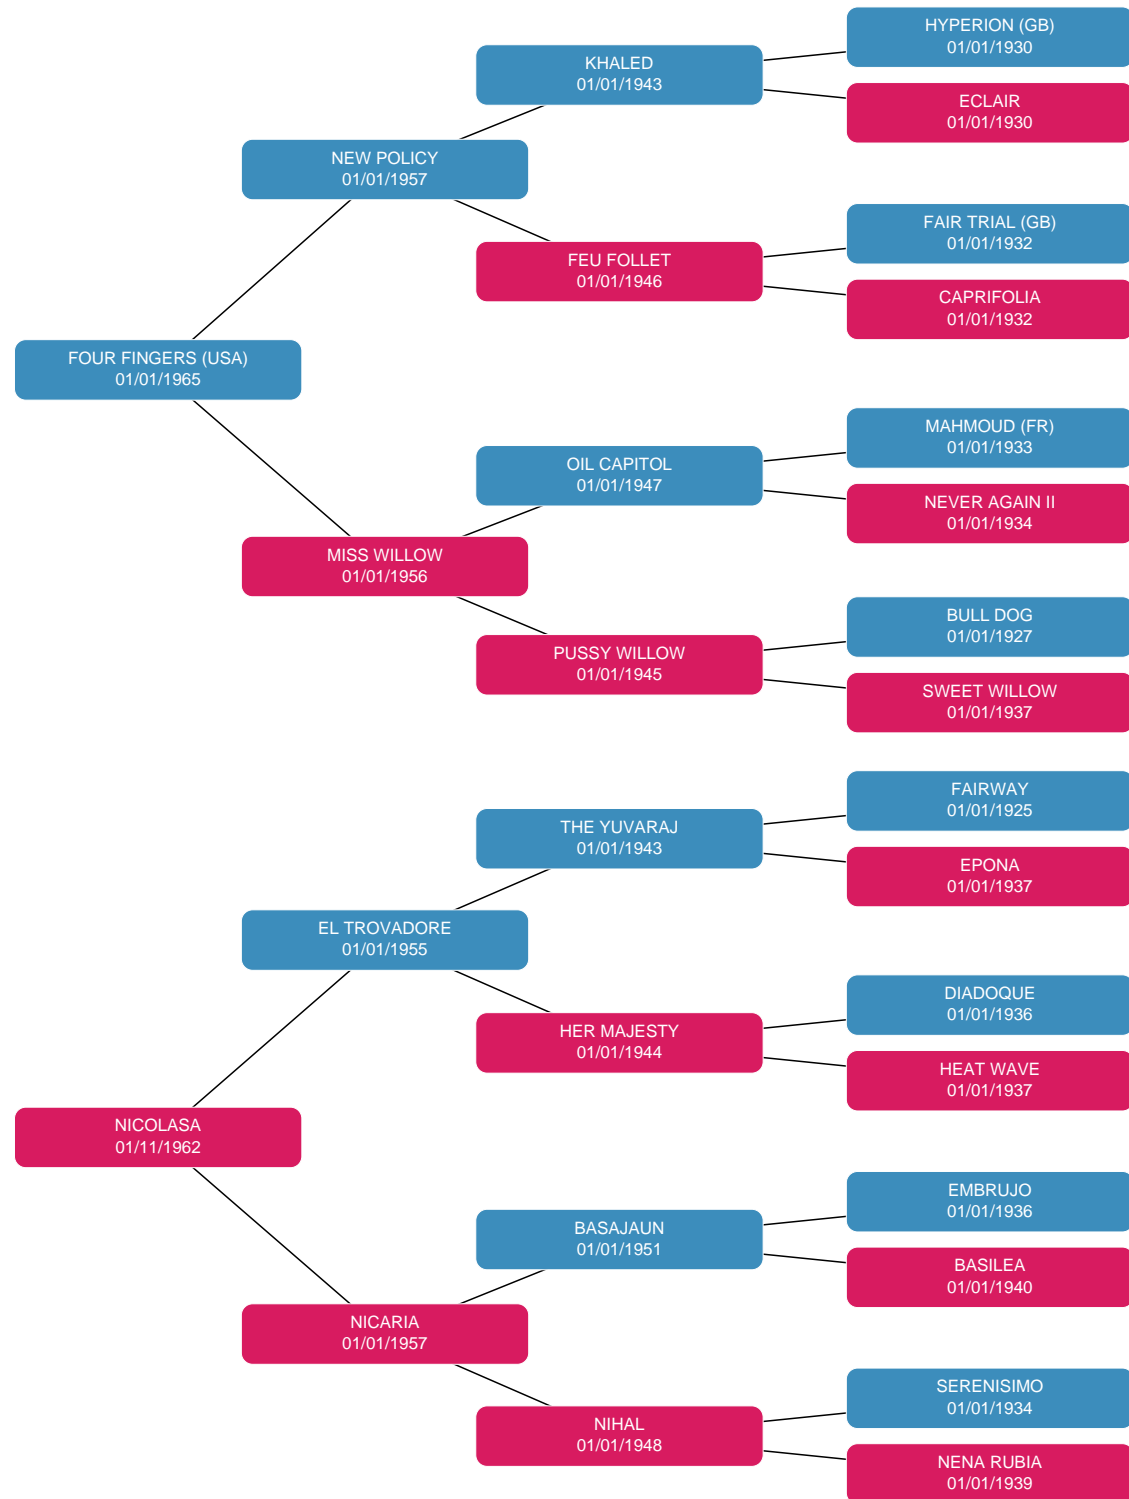 HYPERION (GB)
01/01/1930
KHALED
01/01/1943
ECLAIR
01/01/1930
NEW POLICY
01/01/1957
FAIR TRIAL (GB)
01/01/1932
FEU FOLLET
01/01/1946
CAPRIFOLIA
01/01/1932
FOUR FINGERS (USA)
01/01/1965
MAHMOUD (FR)
01/01/1933
OIL CAPITOL
01/01/1947
NEVER AGAIN II
01/01/1934
MISS WILLOW
01/01/1956
BULL DOG
01/01/1927
PUSSY WILLOW
01/01/1945
SWEET WILLOW
01/01/1937
FAIRWAY
01/01/1925
THE YUVARAJ
01/01/1943
EPONA
01/01/1937
EL TROVADORE
01/01/1955
DIADOQUE
01/01/1936
HER MAJESTY
01/01/1944
HEAT WAVE
01/01/1937
NICOLASA
01/11/1962
EMBRUJO
01/01/1936
BASAJAUN
01/01/1951
BASILEA
01/01/1940
NICARIA
01/01/1957
SERENISIMO
01/01/1934
NIHAL
01/01/1948
NENA RUBIA
01/01/1939